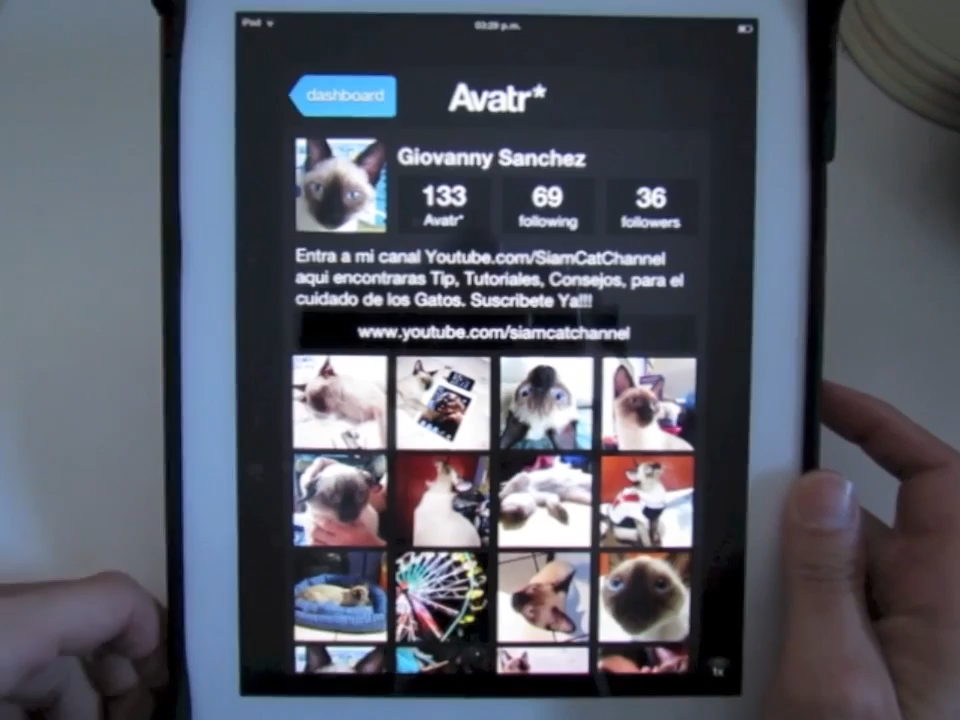 iPad
03:29 p.m.
dashboard
Avatr*
Giovanny Sanchez
133
69
36
Avatr*
following
followers
Entra a mi canal Youtube.com/SiamCatChannel
aqui encontraras Tip, Tutoriales, Consejos, para el
cuidado de los Gatos. Suscribete Ya!!!
www.youtube.com/siamcatchannel
1x